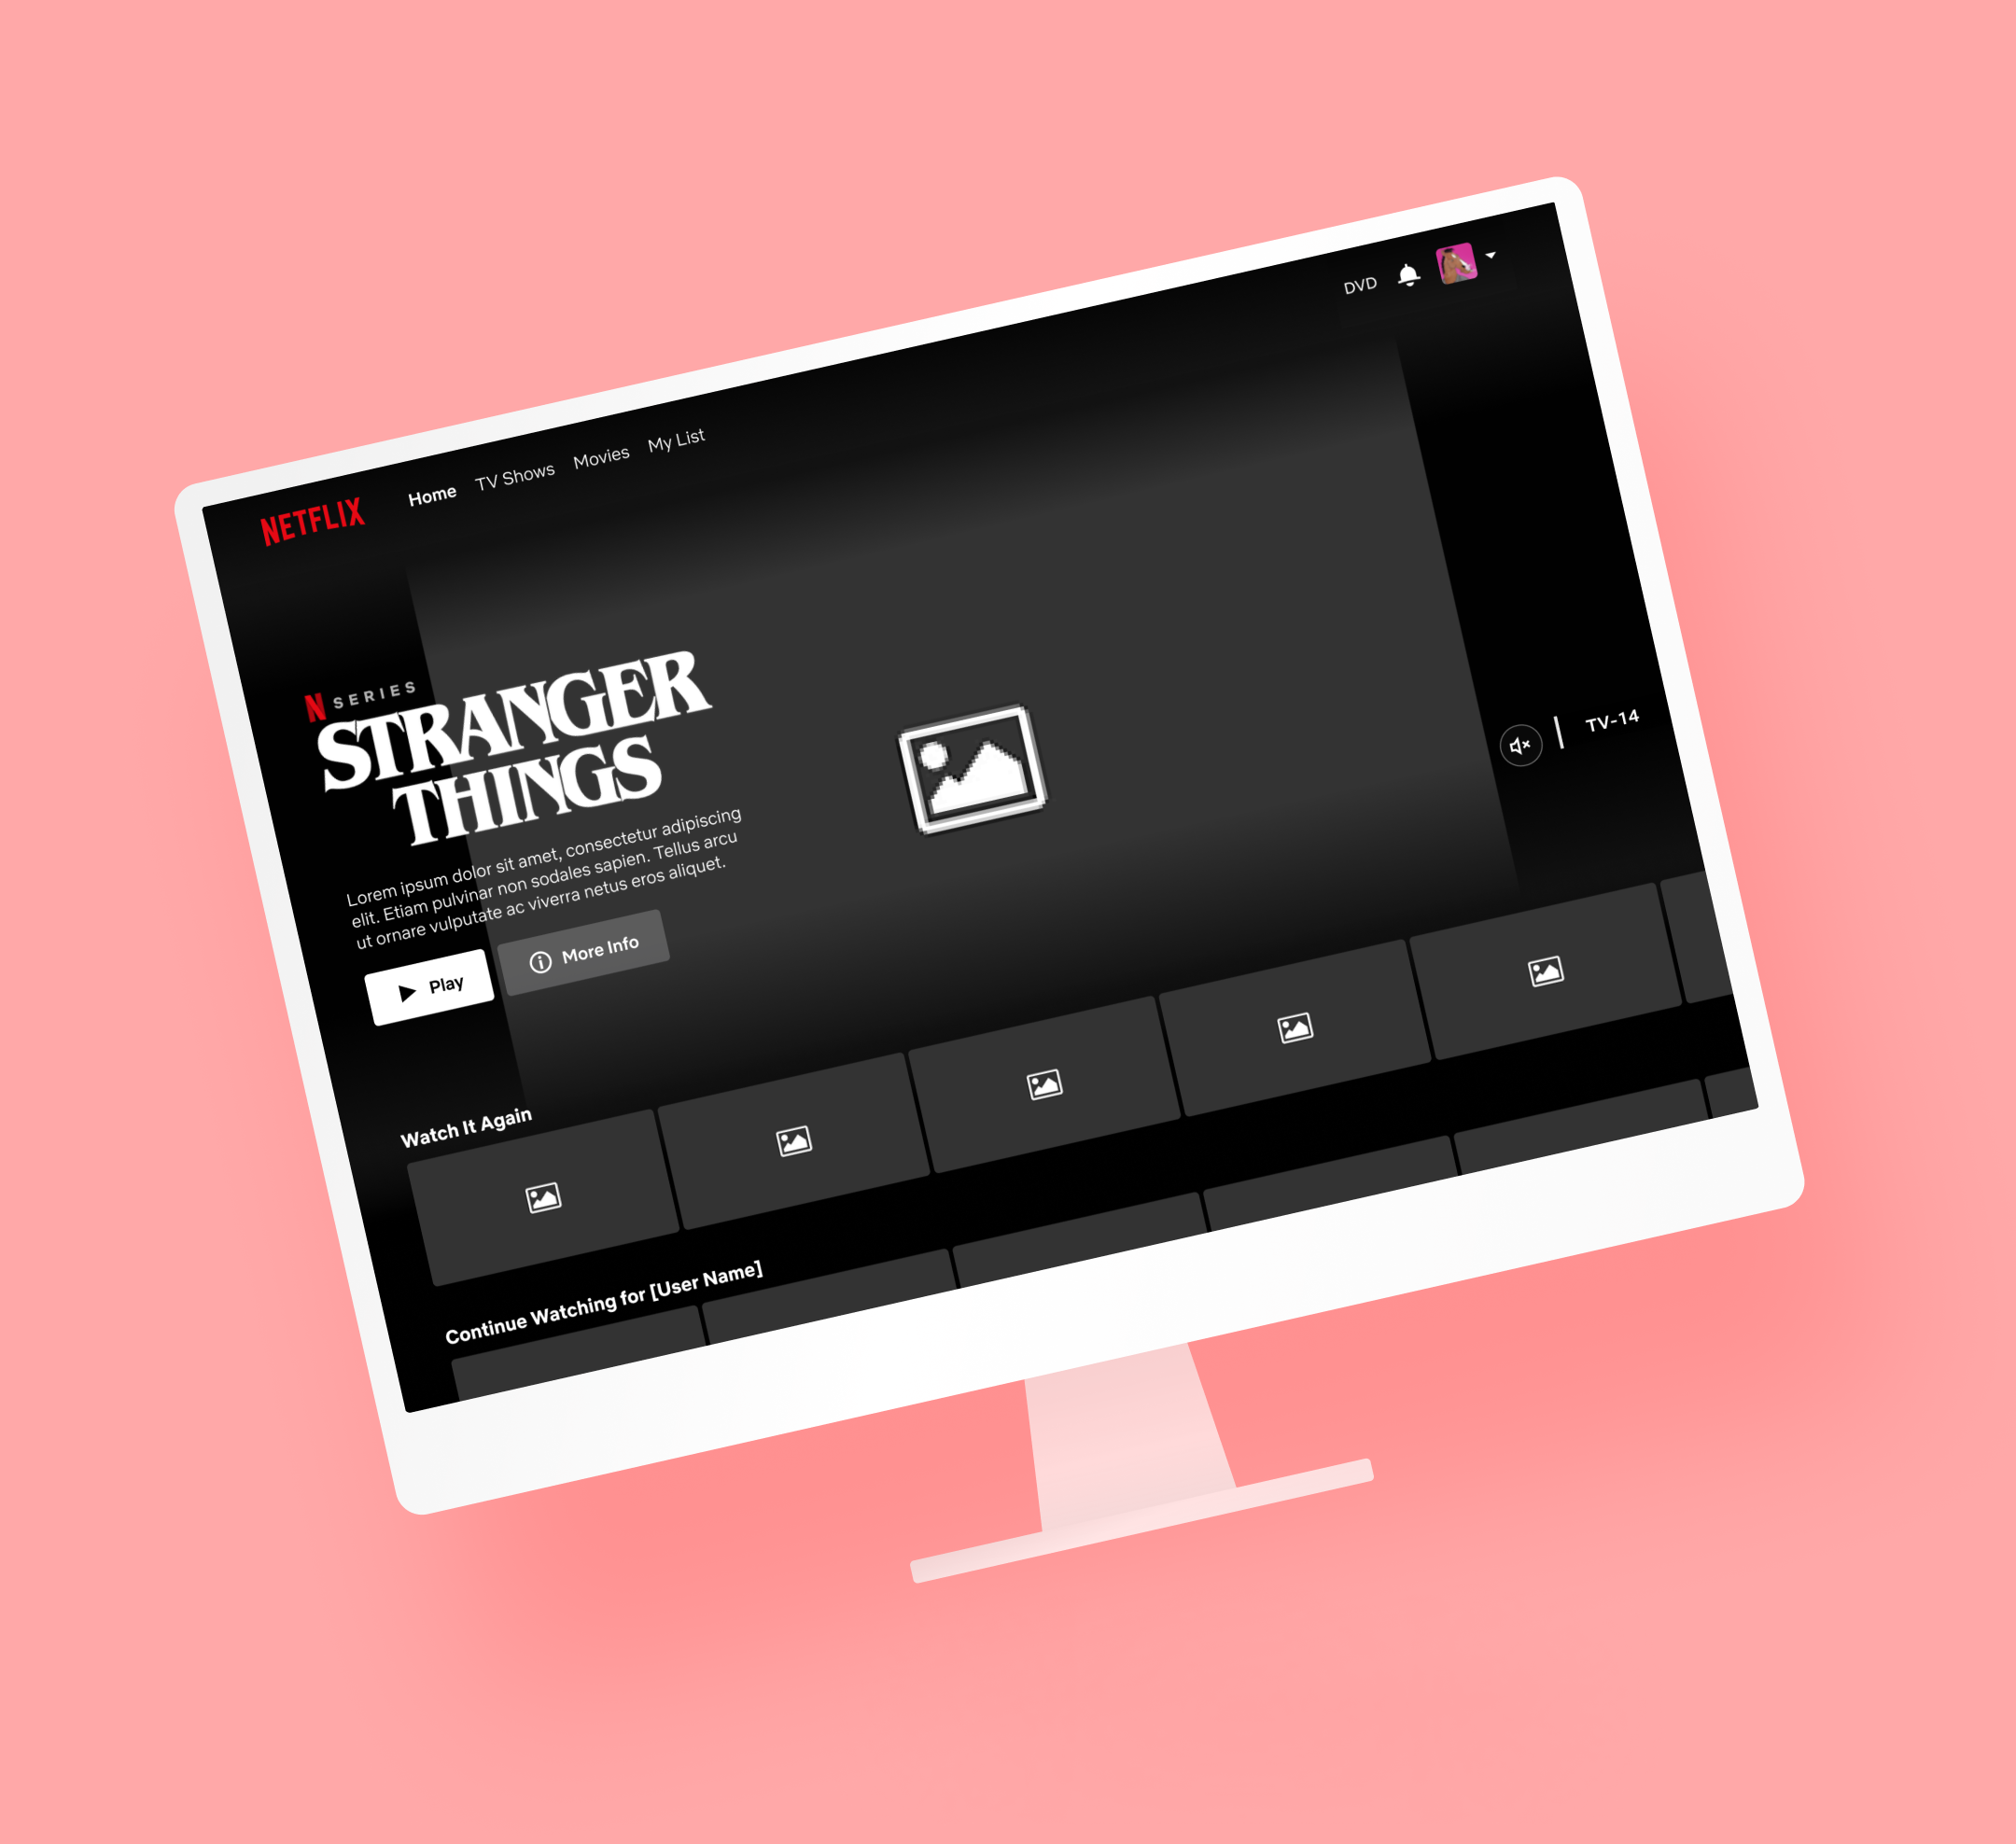 NETFLIX
Home
TV Shows
Movies
My List
DVD
N SERIES
STRANGER
THINGS
Lorem ipsum dolor sit amet, consectetur adipiscing
elit. Etiam pulvinar non sodales sapien. Tellus arcu
ut ornare vulputate ac viverra netus eros aliquet.
Play
More Info
TV-14
Watch It Again
Continue Watching for [User Name]